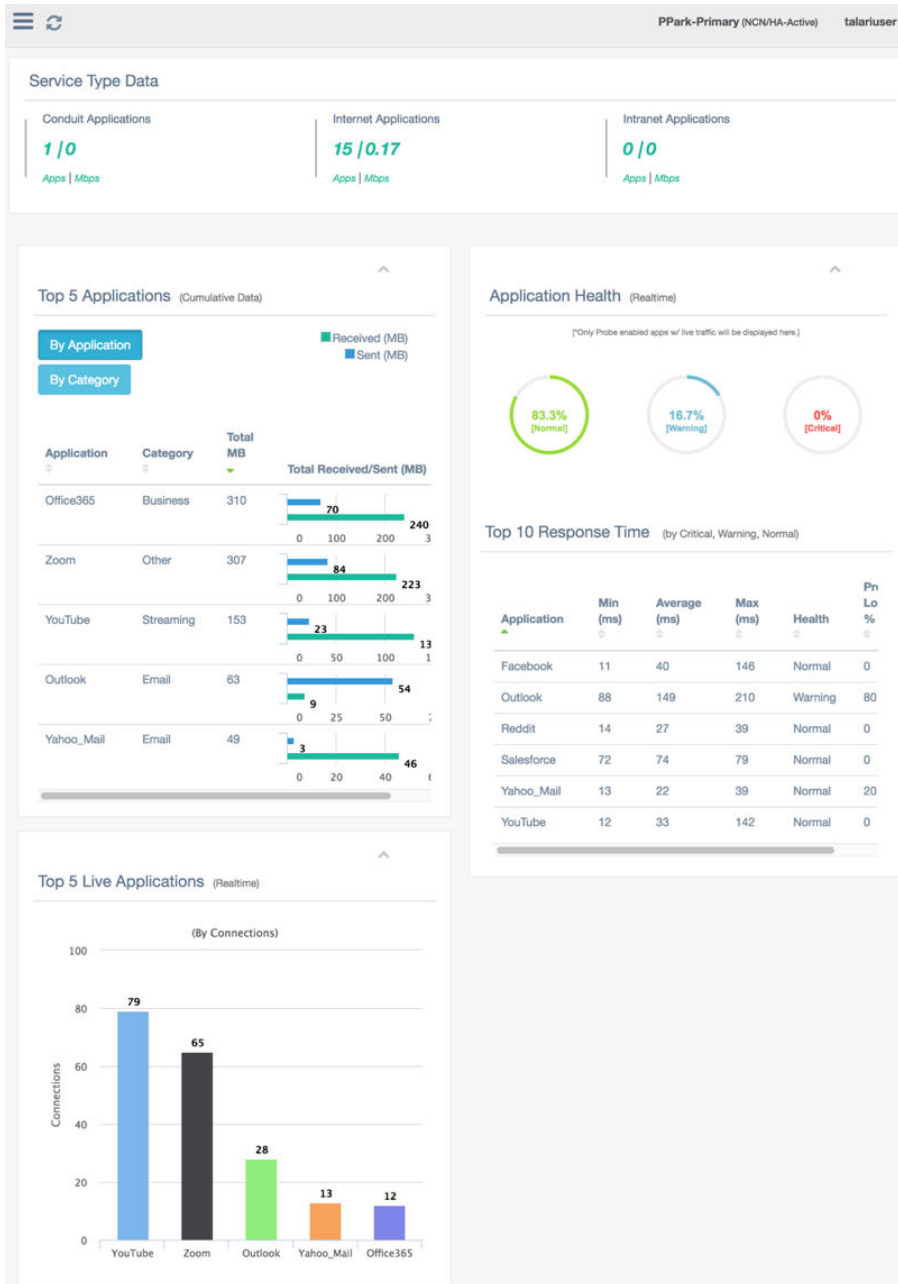 PPark-Primary (NCN/HA-Active) talariuser
Service Type Data
Conduit Applications
1 | 0
Apps | Mbps
Internet Applications
15 | 0.17
Apps | Mbps
Intranet Applications
0 | 0
Apps | Mbps
Top 5 Applications (Cumulative Data)
By Application
By Category
Received (MB)
Sent (MB)
Application Category Total MB Total Received/Sent (MB)
Office365 Business 310
70
240
0 100 200 3
Zoom Other 307
84
223
0 100 200 3
YouTube Streaming 153
23
13
0 50 100 1
Outlook Email 63
54
9
0 25 50
Yahoo_Mail Email 49
3
46
0 20 40
Top 5 Live Applications (Realtime)
(By Connections)
Connections
100
80
60
40
20
0
79
65
28
13
12
YouTube Zoom Outlook Yahoo_Mail Office365
Application Health (Realtime)
[*Only Probe enabled apps w/ live traffic will be displayed here.]
83.3%
[Normal]
16.7%
[Warning]
0%
[Critical]
Top 10 Response Time (by Critical, Warning, Normal)
Application Min (ms) Average (ms) Max (ms) Health Lo %
Facebook 11 40 146 Normal 0
Outlook 88 149 210 Warning 80
Reddit 14 27 39 Normal 0
Salesforce 72 74 79 Normal 0
Yahoo_Mail 13 22 39 Normal 20
YouTube 12 33 142 Normal 0